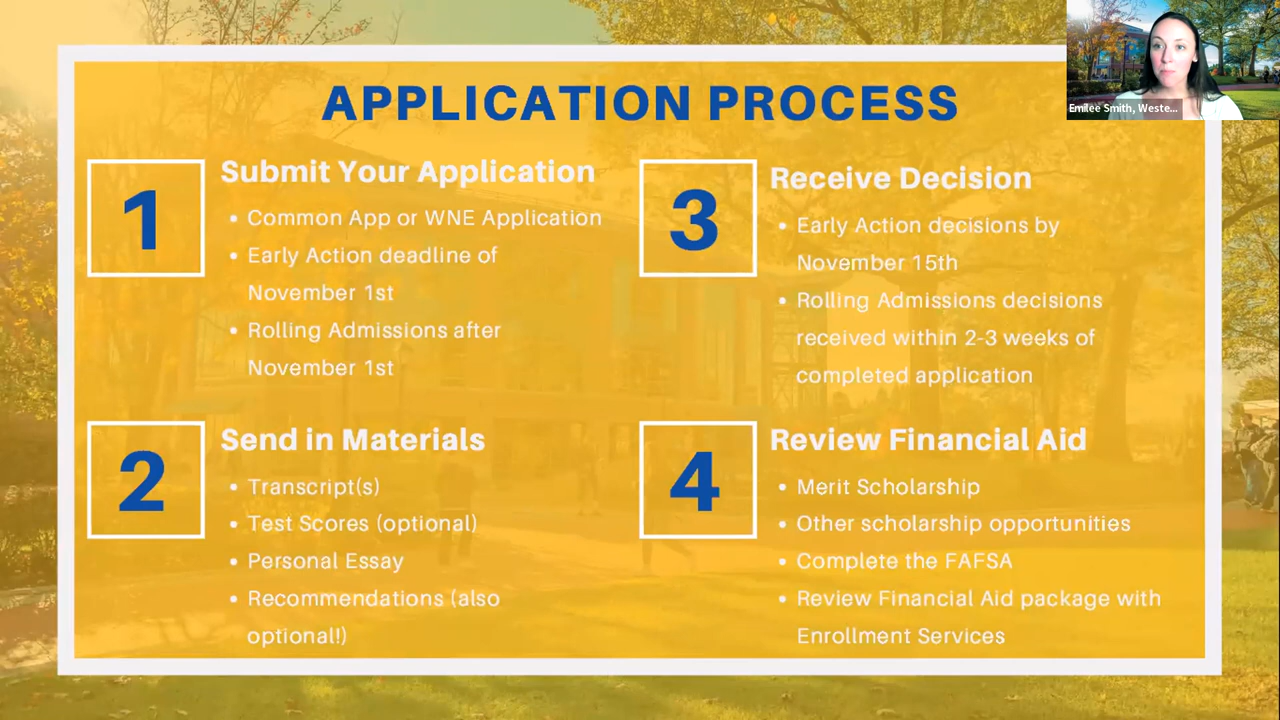 APPLICATION PROCESS
Emilee Smith, Weste...
1
Submit Your Application
• Common App or WNE Application
• Early Action deadline of
November 1st
• Rolling Admissions after
November 1st
2
Send in Materials
• Transcript(s)
• Test Scores (optional)
• Personal Essay
• Recommendations (also
optional!)
3
Receive Decision
• Early Action decisions by
November 15th
• Rolling Admissions decisions
received within 2-3 weeks of
completed application
4
Review Financial Aid
• Merit Scholarship
• Other scholarship opportunities
• Complete the FAFSA
• Review Financial Aid package with
Enrollment Services